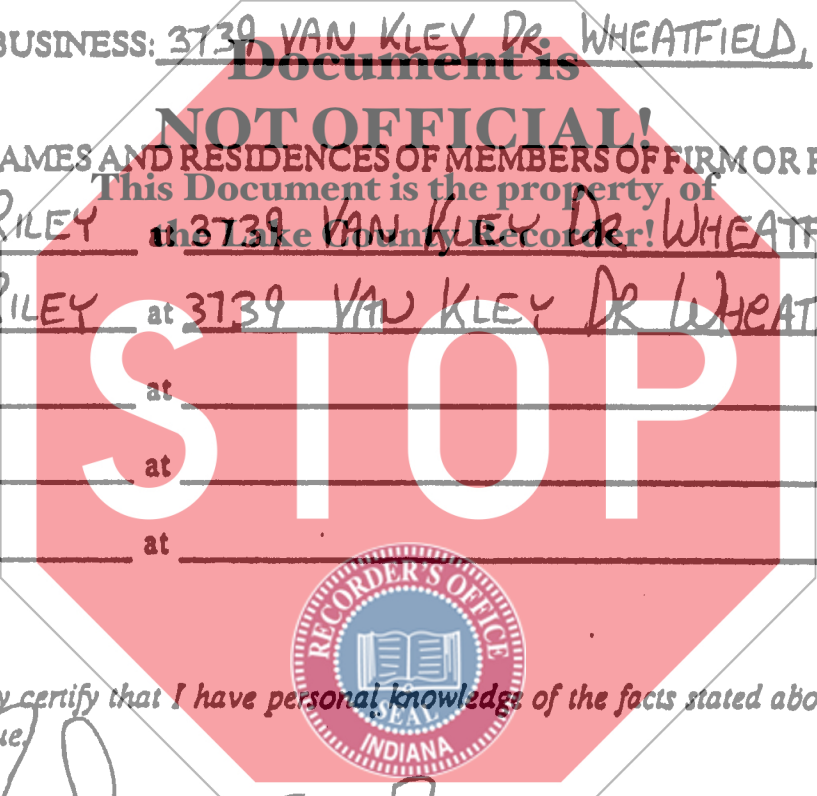 BUSINESS: 3739 VAN KLEY DR. WHEATFIELD,
Document is
NOT OFFICIAL!
AMES AND RESIDENCES OF MEMBERS OF FIRM OR
This Document is the property of
RILEY at 3739 VAN KLEY DR. WHEATF
the Lake County Recorder!
RILEY at 3739 VAN KLEY DR WHEAT
STOP
at
at
at
RECORDER'S OFFICE
SEAL
INDIANA
y certify that I have personal knowledge of the facts stated abo
ue.